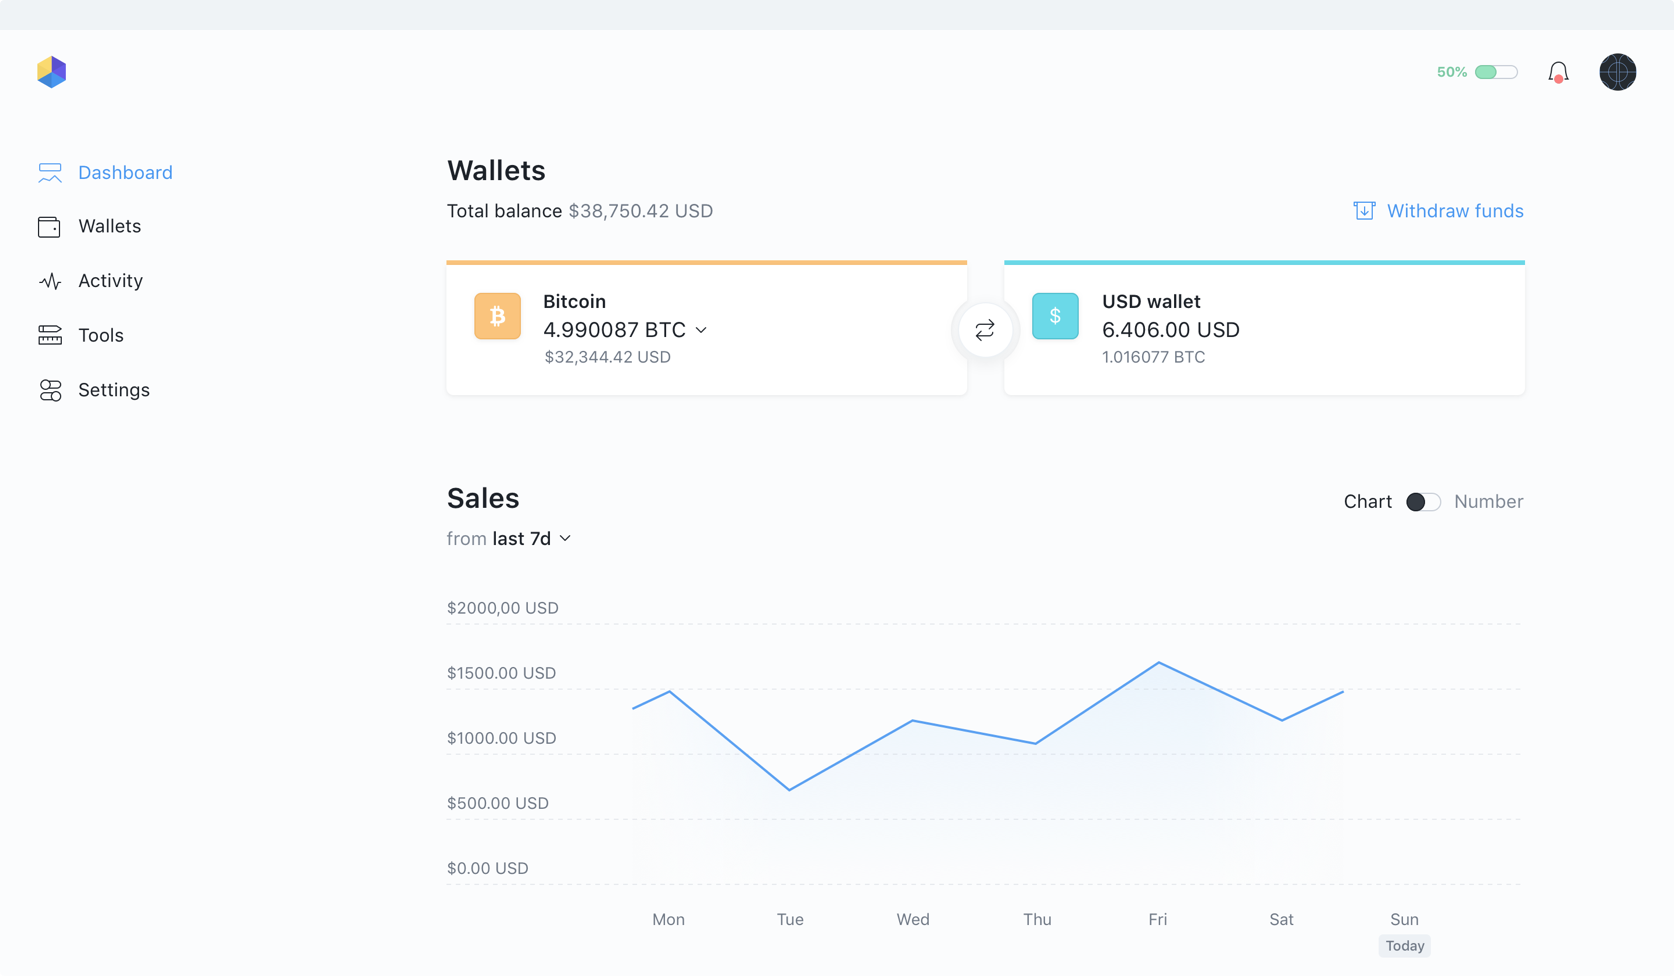 50%
Dashboard
Wallets
Activity
Tools
Settings
Wallets
Total balance $38,750.42 USD
Withdraw funds
Bitcoin
4.990087 BTC
$32,344.42 USD
$
USD wallet
6.406.00 USD
1.016077 BTC
Sales
from last 7d
Chart
Number
$2000,00 USD
$1500.00 USD
$1000.00 USD
$500.00 USD
$0.00 USD
Mon Tue Wed Thu Fri Sat Sun
Today